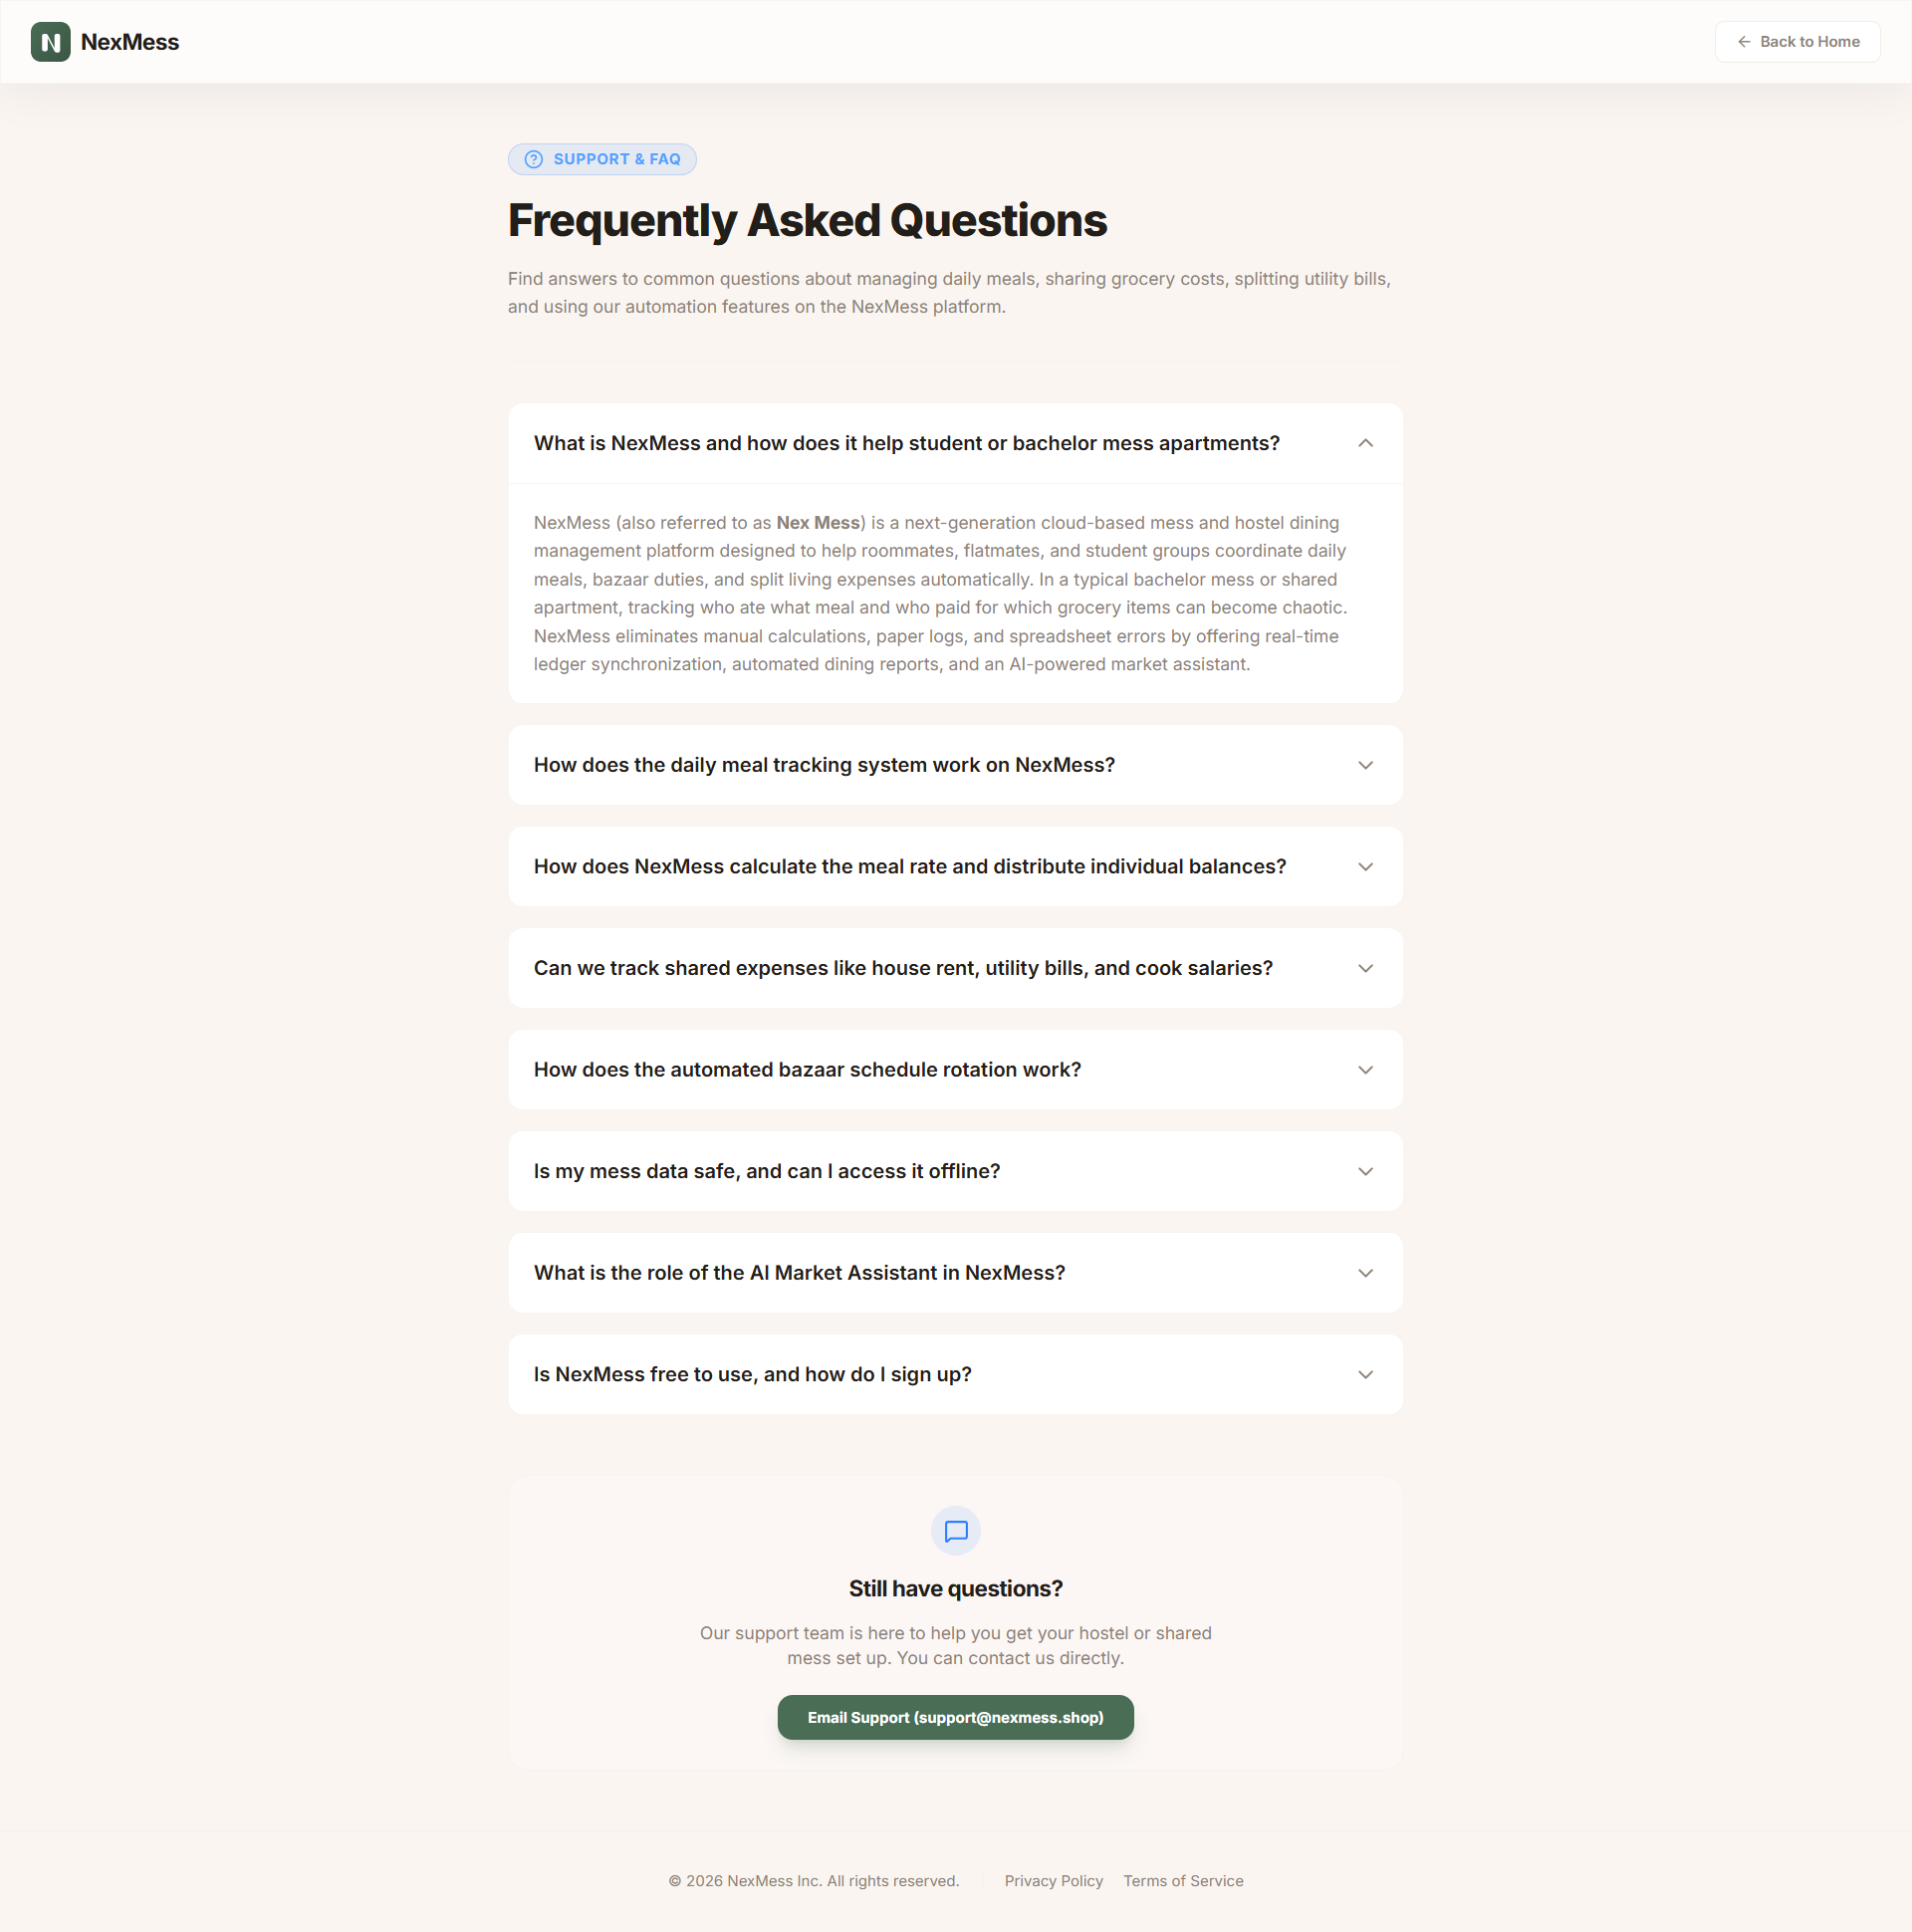 NexMess
Back to Home
SUPPORT & FAQ
Frequently Asked Questions
Find answers to common questions about managing daily meals, sharing grocery costs, splitting utility bills,
and using our automation features on the NexMess platform.
What is NexMess and how does it help student or bachelor mess apartments?
NexMess (also referred to as Nex Mess) is a next-generation cloud-based mess and hostel dining
management platform designed to help roommates, flatmates, and student groups coordinate daily
meals, bazaar duties, and split living expenses automatically. In a typical bachelor mess or shared
apartment, tracking who ate what meal and who paid for which grocery items can become chaotic.
NexMess eliminates manual calculations, paper logs, and spreadsheet errors by offering real-time
ledger synchronization, automated dining reports, and an AI-powered market assistant.
How does the daily meal tracking system work on NexMess?
How does NexMess calculate the meal rate and distribute individual balances?
Can we track shared expenses like house rent, utility bills, and cook salaries?
How does the automated bazaar schedule rotation work?
Is my mess data safe, and can I access it offline?
What is the role of the AI Market Assistant in NexMess?
Is NexMess free to use, and how do I sign up?
Still have questions?
Our support team is here to help you get your hostel or shared
mess set up. You can contact us directly.
Email Support (support@nexmess.shop)
© 2026 NexMess Inc. All rights reserved. Privacy Policy Terms of Service